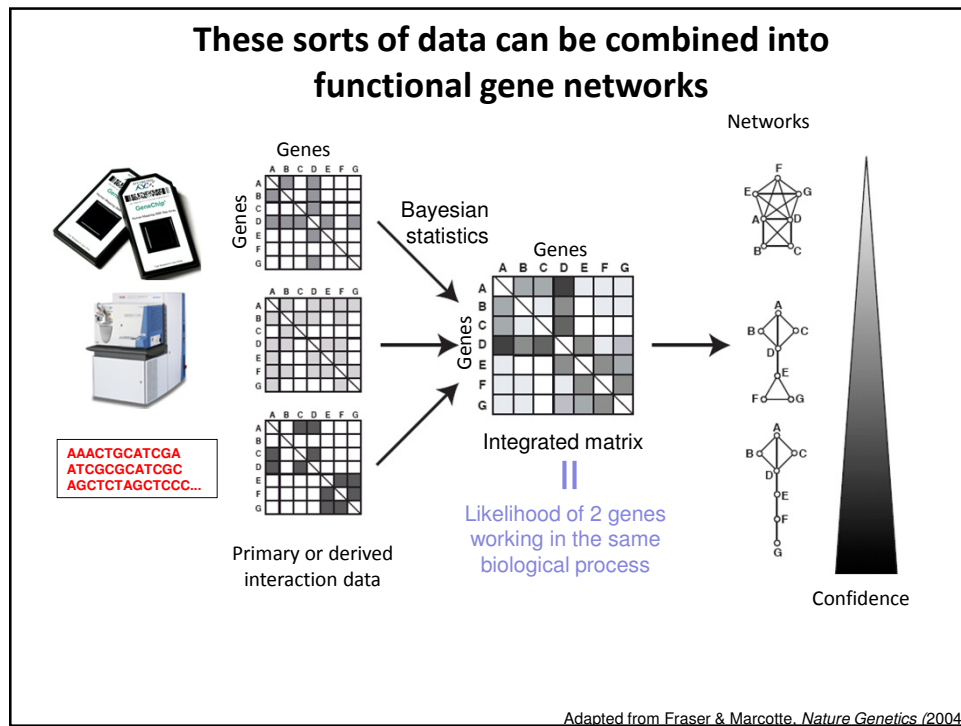 These sorts of data can be combined into
functional gene networks
Networks
Genes
A B C D E F G
Genes
A
B
C
D
E
F
G
GeneChip®
Bayesian
statistics
A B C D E F G
A
B
C
D
E
F
G
A B C D E F G
A
B
C
D
E
F
G
AAACTGCATCGA
ATCGCGCATCGC
AGCTCTAGCTCCC...
Primary or derived
interaction data
Genes
A B C D E F G
Genes
A
B
C
D
E
F
G
Integrated matrix
=
Likelihood of 2 genes
working in the same
biological process
F
E G
A D
B C
A
B C
D
E
F G
A
B C
D
E
F
G
Confidence
Adapted from Fraser & Marcotte, Nature Genetics (2004